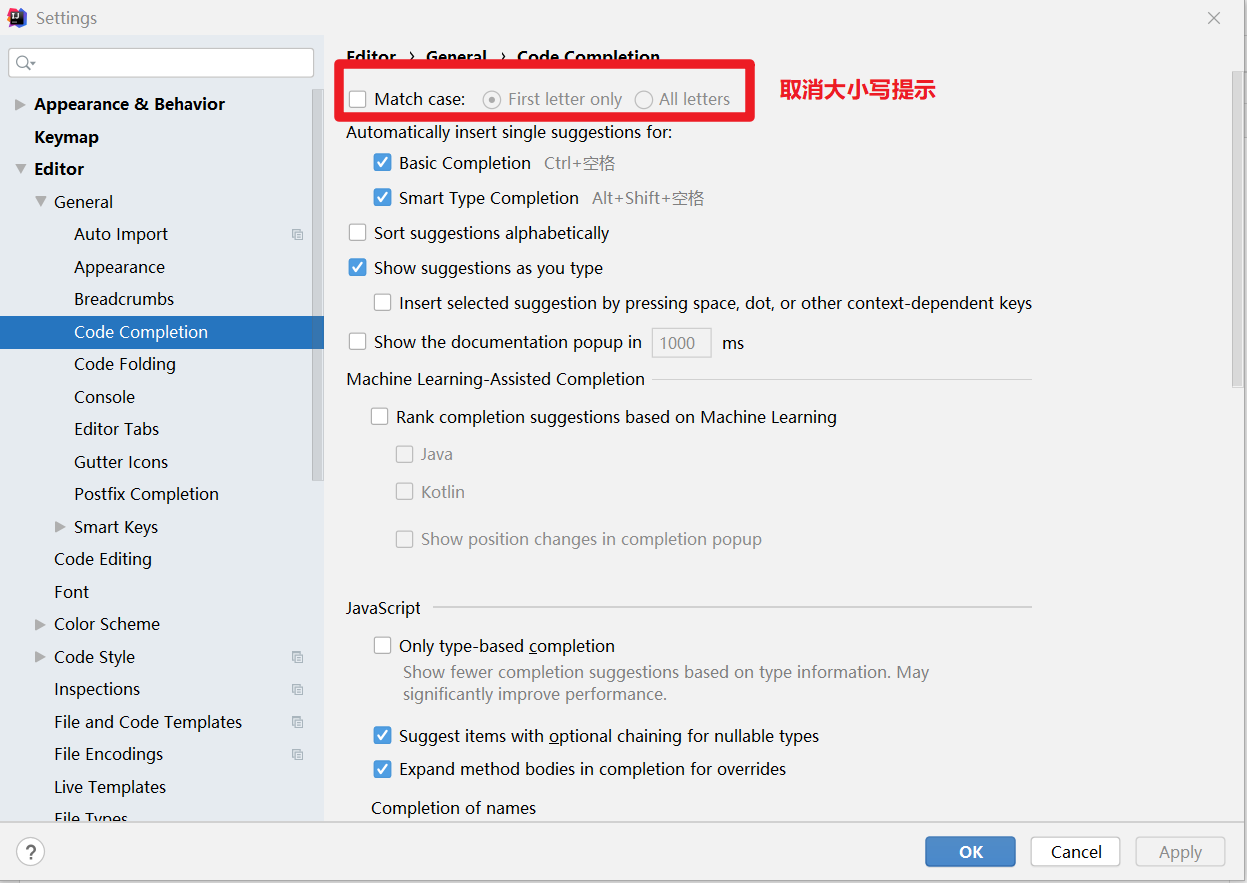 Settings
Appearance & Behavior
Keymap
Editor
General
Auto Import
Appearance
Breadcrumbs
Code Completion
Code Folding
Console
Editor Tabs
Gutter Icons
Postfix Completion
Smart Keys
Code Editing
Font
Color Scheme
Code Style
Inspections
File and Code Templates
File Encodings
Live Templates
File Types
Editor › General › Code Completion
Match case: First letter only All letters
取消大小写提示
Automatically insert single suggestions for:
Basic Completion Ctrl+空格
Smart Type Completion Alt+Shift+空格
Sort suggestions alphabetically
Show suggestions as you type
Insert selected suggestion by pressing space, dot, or other context-dependent keys
Show the documentation popup in 1000 ms
Machine Learning-Assisted Completion
Rank completion suggestions based on Machine Learning
Java
Kotlin
Show position changes in completion popup
JavaScript
Only type-based completion
Show fewer completion suggestions based on type information. May
significantly improve performance.
Suggest items with optional chaining for nullable types
Expand method bodies in completion for overrides
Completion of names
?
OK Cancel Apply